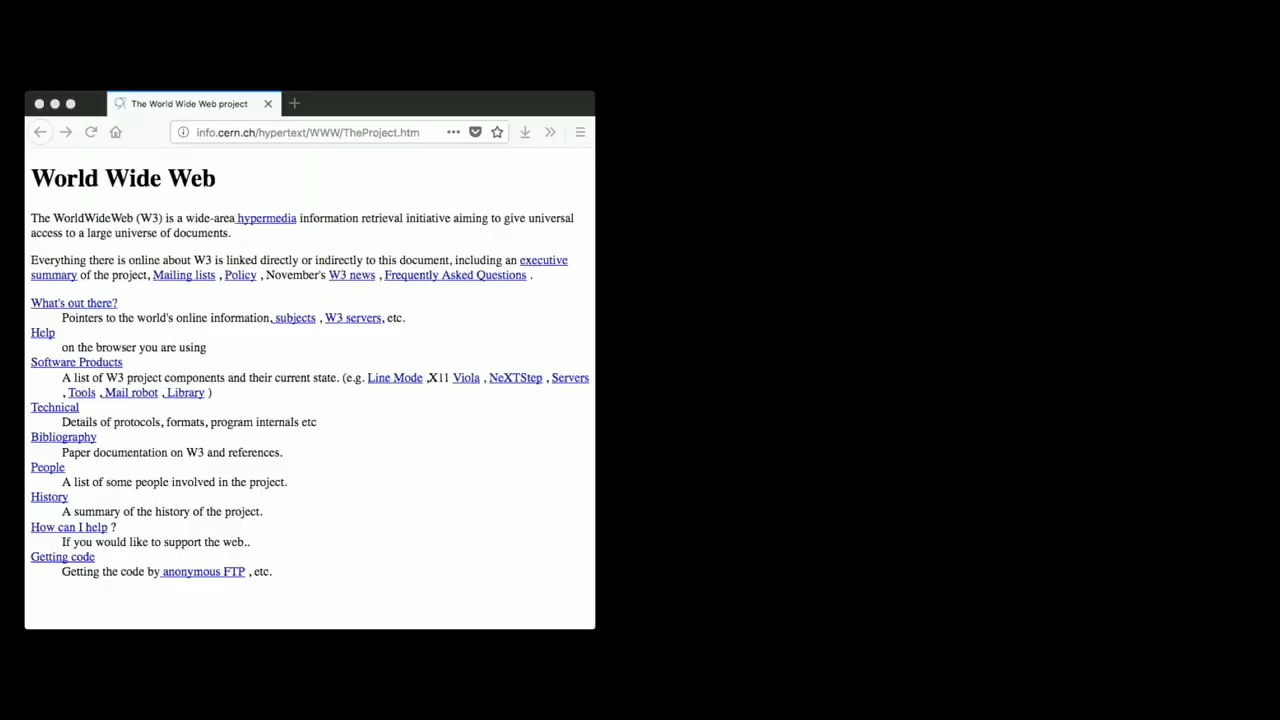 The World Wide Web project
info.cern.ch/hypertext/WWW/TheProject.htm
World Wide Web
The WorldWideWeb (W3) is a wide-area hypermedia information retrieval initiative aiming to give universal
access to a large universe of documents.
Everything there is online about W3 is linked directly or indirectly to this document, including an executive
summary of the project, Mailing lists , Policy , November's W3 news , Frequently Asked Questions .
What's out there?
Pointers to the world's online information, subjects , W3 servers, etc.
Help
on the browser you are using
Software Products
A list of W3 project components and their current state. (e.g. Line Mode ,X11 Viola , NeXTStep , Servers
, Tools , Mail robot , Library )
Technical
Details of protocols, formats, program internals etc
Bibliography
Paper documentation on W3 and references.
People
A list of some people involved in the project.
History
A summary of the history of the project.
How can I help ?
If you would like to support the web..
Getting code
Getting the code by anonymous FTP , etc.